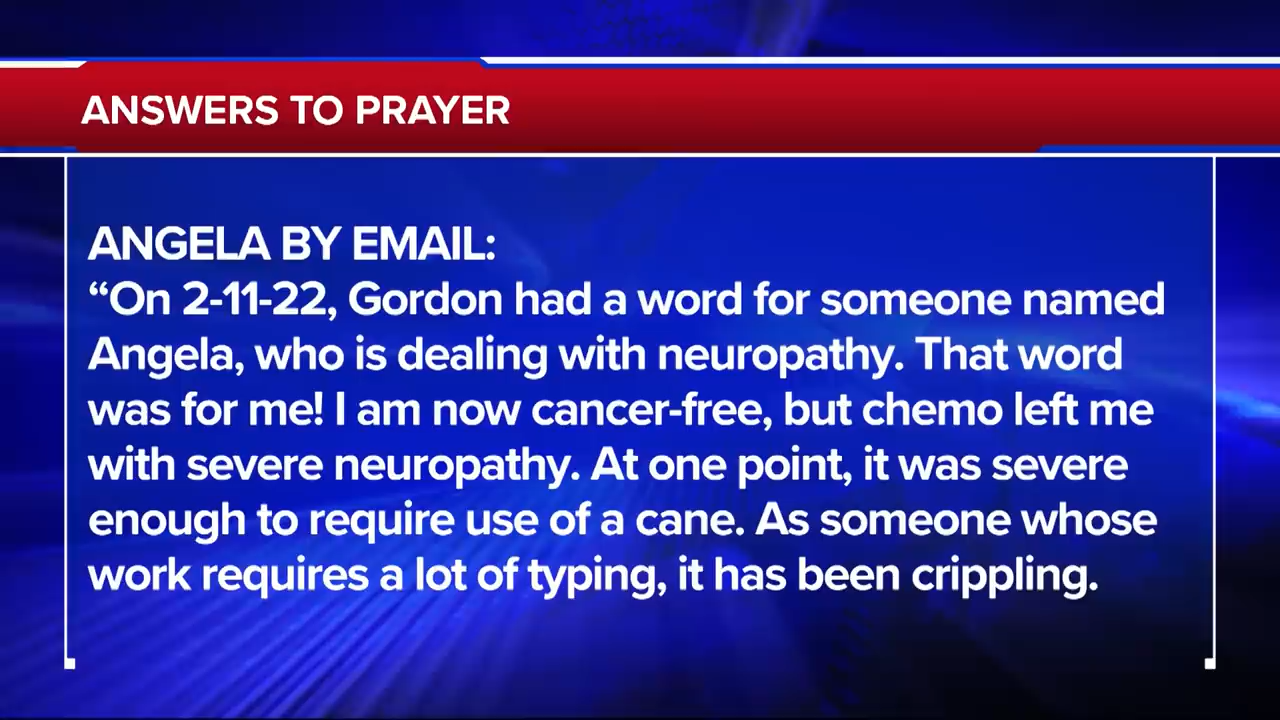 ANSWERS TO PRAYER
ANGELA BY EMAIL:
“On 2-11-22, Gordon had a word for someone named
Angela, who is dealing with neuropathy. That word
was for me! I am now cancer-free, but chemo left me
with severe neuropathy. At one point, it was severe
enough to require use of a cane. As someone whose
work requires a lot of typing, it has been crippling.